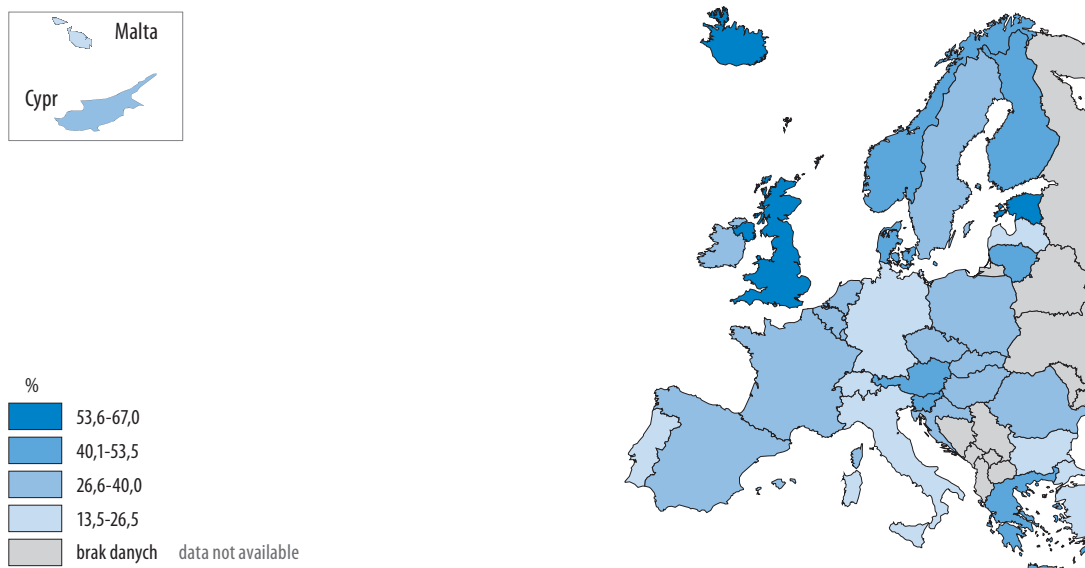 Malta
Cypr
%
53,6-67,0
40,1-53,5
26,6-40,0
13,5-26,5
brak danych data not available